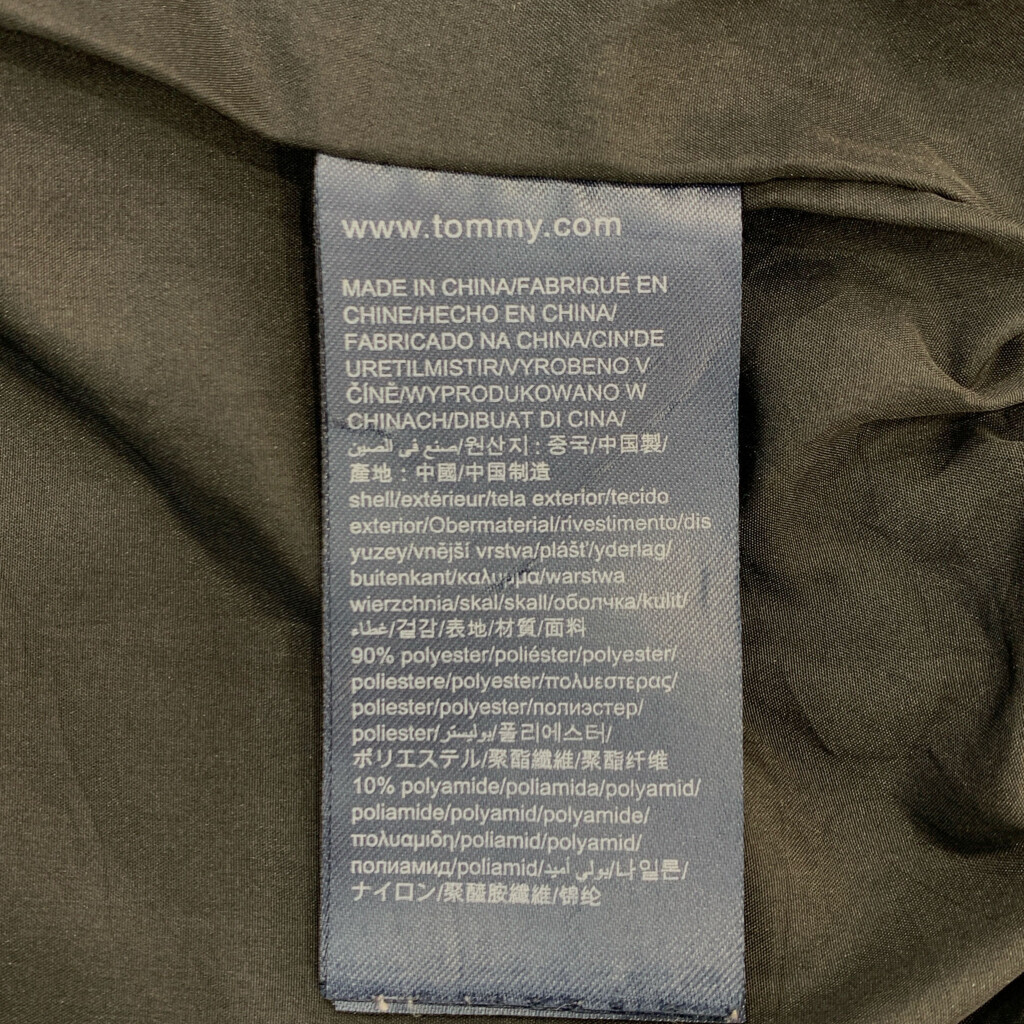 www.tommy.com
MADE IN CHINA/FABRIQUÉ EN
CHINE/HECHO EN CHINA/
FABRICADO NA CHINA/CIN'DE
URETILMISTIR/VYROBENO V
ČÍNĚ/WYPRODUKOWANO W
CHINACH/DIBUAT DI CINA/
صنع في الصين/원산지 : 중국/中国製/
產地 : 中國/中国制造
shell/extérieur/tela exterior/tecido
exterior/Obermaterial/rivestimento/dis
yuzey/vnější vrstva/plášť/yderlag/
buitenkant/καλυμμα/warstwa
wierzchnia/skal/skall/оболчка/kulit/
غطاء/겉감/表地/材質/面料
90% polyester/poliéster/polyester/
poliestere/polyester/πολυεστερας/
poliester/polyester/полиэстер/
poliester/بوليستر/폴리에스터/
ポリエステル/聚酯纖維/聚酯纤维
10% polyamide/poliamida/polyamid/
poliamide/polyamid/polyamide/
πολυαμιδη/poliamid/polyamid/
полиамид/poliamid/بولي أميد/나일론/
ナイロン/聚醯胺纖維/锦纶